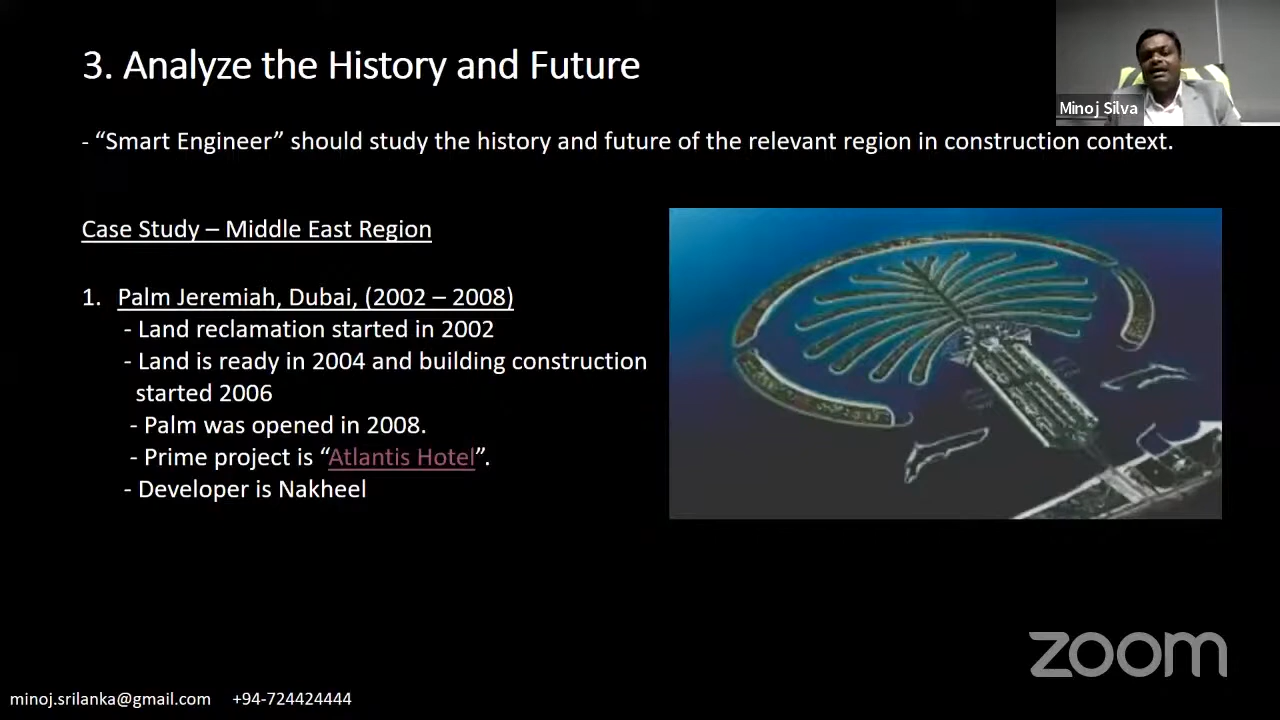 3. Analyze the History and Future
Minoj Silva
- “Smart Engineer” should study the history and future of the relevant region in construction context.
Case Study – Middle East Region
1. Palm Jeremiah, Dubai, (2002 – 2008)
- Land reclamation started in 2002
- Land is ready in 2004 and building construction
started 2006
- Palm was opened in 2008.
- Prime project is “Atlantis Hotel”.
- Developer is Nakheel
zoom
minoj.srilanka@gmail.com +94-724424444